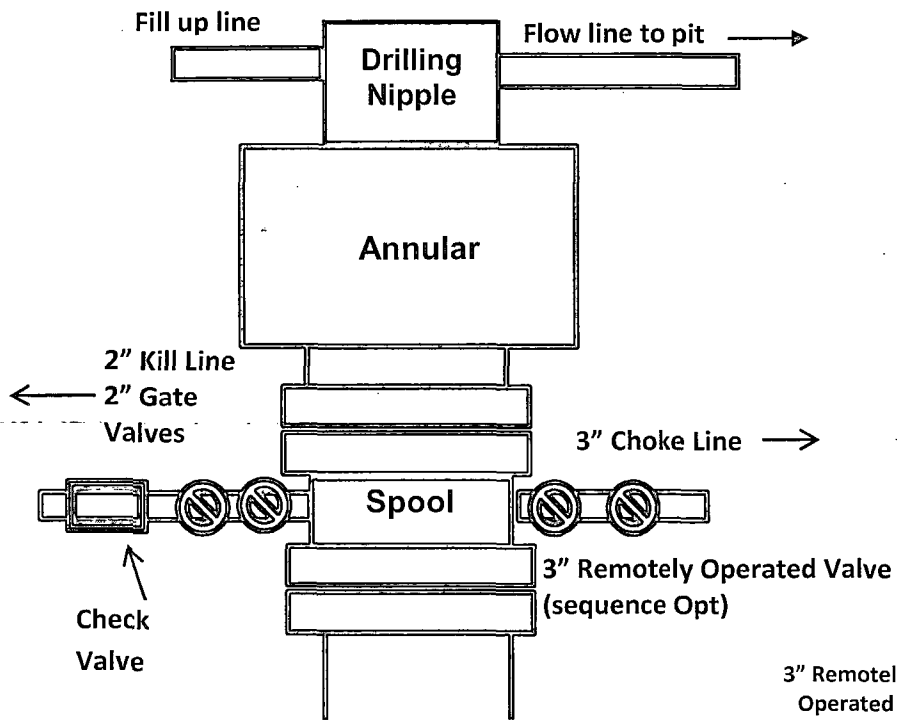 Fill up line
Flow line to pit
Drilling
Nipple
Annular
2” Kill Line
2” Gate
Valves
3” Choke Line
Spool
3” Remotely Operated Valve
(sequence Opt)
Check
Valve
3” Remotel
Operated